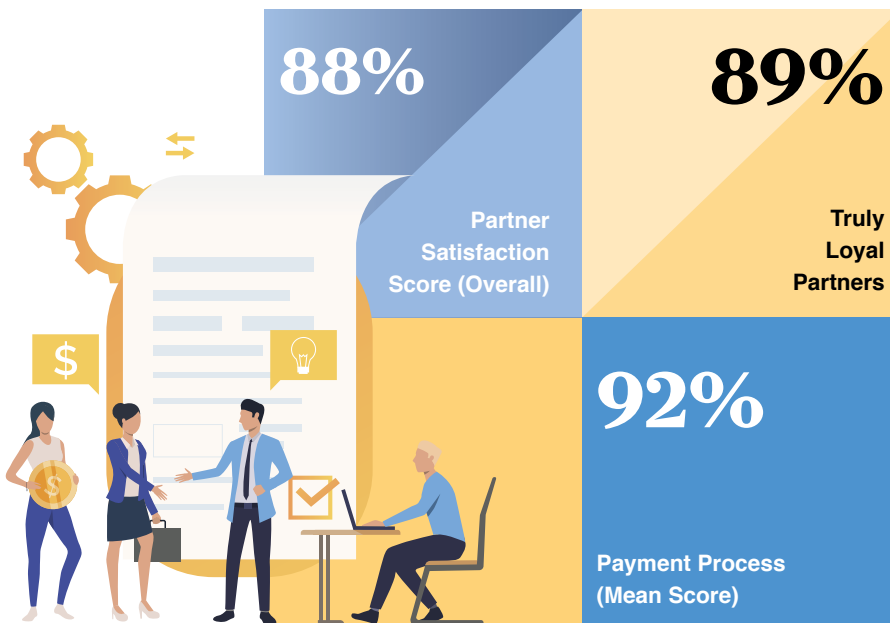 88%
Partner
Satisfaction
Score (Overall)
89%
Truly
Loyal
Partners
$
$
92%
Payment Process
(Mean Score)